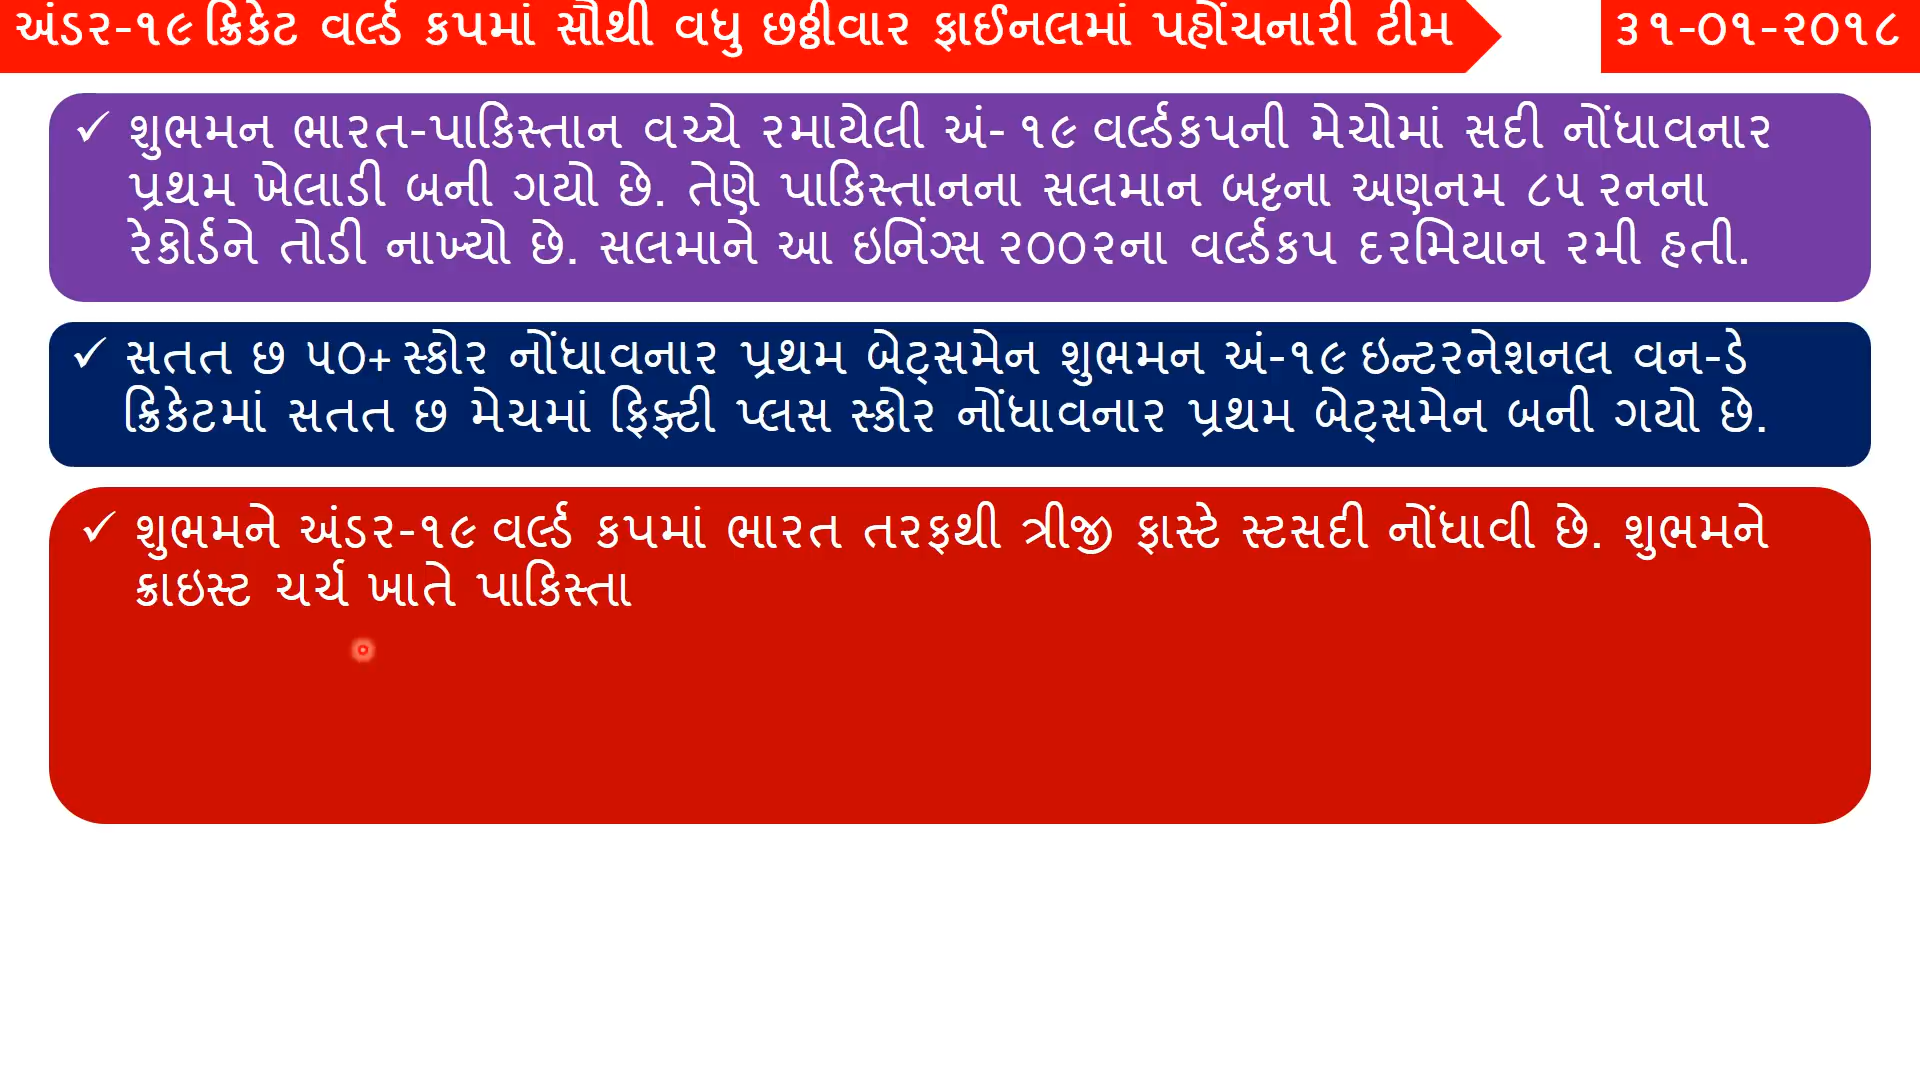 અંડર-૧૯ ક્રિકેટ વર્લ્ડ કપમાં સૌથી વધુ છઠ્ઠીવાર ફાઈનલમાં પહોંચનારી ટીમ
૩૧-૦૧-૨૦૧૮
✓ શુભમન ભારત-પાકિસ્તાન વચ્ચે રમાયેલી અં- ૧૯ વર્લ્ડકપની મેચોમાં સદી નોંધાવનાર
પ્રથમ ખેલાડી બની ગયો છે. તેણે પાકિસ્તાનના સલમાન બટ્ટના અણનમ ૮૫ રનના
રેકોર્ડને તોડી નાખ્યો છે. સલમાને આ ઇનિંગ્સ ૨૦૦૨ના વર્લ્ડકપ દરમિયાન રમી હતી.
✓ સતત છ ૫૦+ સ્કોર નોંધાવનાર પ્રથમ બેટ્સમેન શુભમન અં-૧૯ ઇન્ટરનેશનલ વન-ડે
ક્રિકેટમાં સતત છ મેચમાં ફિફ્ટી પ્લસ સ્કોર નોંધાવનાર પ્રથમ બેટ્સમેન બની ગયો છે.
✓ શુભમને અંડર-૧૯ વર્લ્ડ કપમાં ભારત તરફથી ત્રીજી ફાસ્ટે સ્ટસદી નોંધાવી છે. શુભમને
ક્રાઇસ્ટ ચર્ચ ખાતે પાકિસ્તા